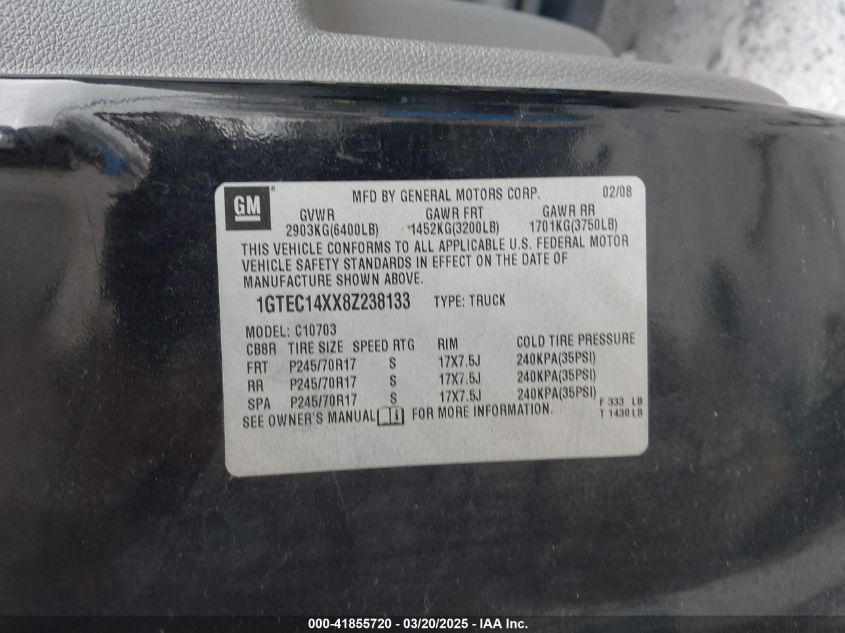 GM ®
MFD BY GENERAL MOTORS CORP. 02/08
GVWR GAWR FRT GAWR RR
2903KG(6400LB) 1452KG(3200LB) 1701KG(3750LB)
THIS VEHICLE CONFORMS TO ALL APPLICABLE U.S. FEDERAL MOTOR
VEHICLE SAFETY STANDARDS IN EFFECT ON THE DATE OF
MANUFACTURE SHOWN ABOVE.
1GTEC14XX8Z238133 TYPE: TRUCK
MODEL: C10703
CB8R TIRE SIZE SPEED RTG RIM COLD TIRE PRESSURE
FRT P245/70R17 S 17X7.5J 240KPA(35PSI)
RR P245/70R17 S 17X7.5J 240KPA(35PSI)
SPA P245/70R17 S 17X7.5J 240KPA(35PSI)
SEE OWNER'S MANUAL FOR MORE INFORMATION.
F 333 LB
T 1430 LB
000-41855720 - 03/20/2025 - IAA Inc.